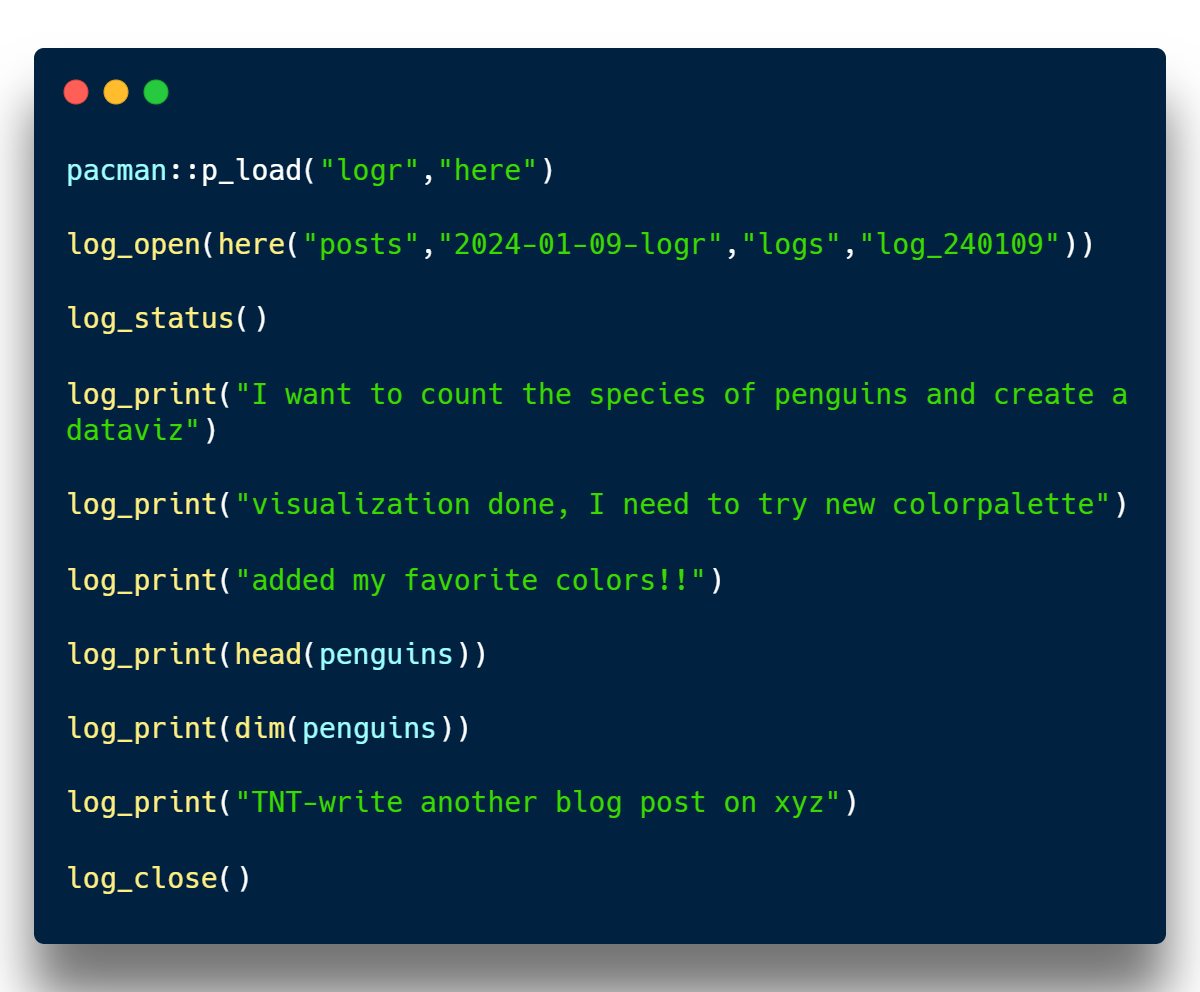 pacman::p_load("logr","here")
log_open(here("posts","2024-01-09-logr","logs","log_240109"))
log_status()
log_print("I want to count the species of penguins and create a
dataviz")
log_print("visualization done, I need to try new colorpalette")
log_print("added my favorite colors!!")
log_print(head(penguins))
log_print(dim(penguins))
log_print("TNT-write another blog post on xyz")
log_close()